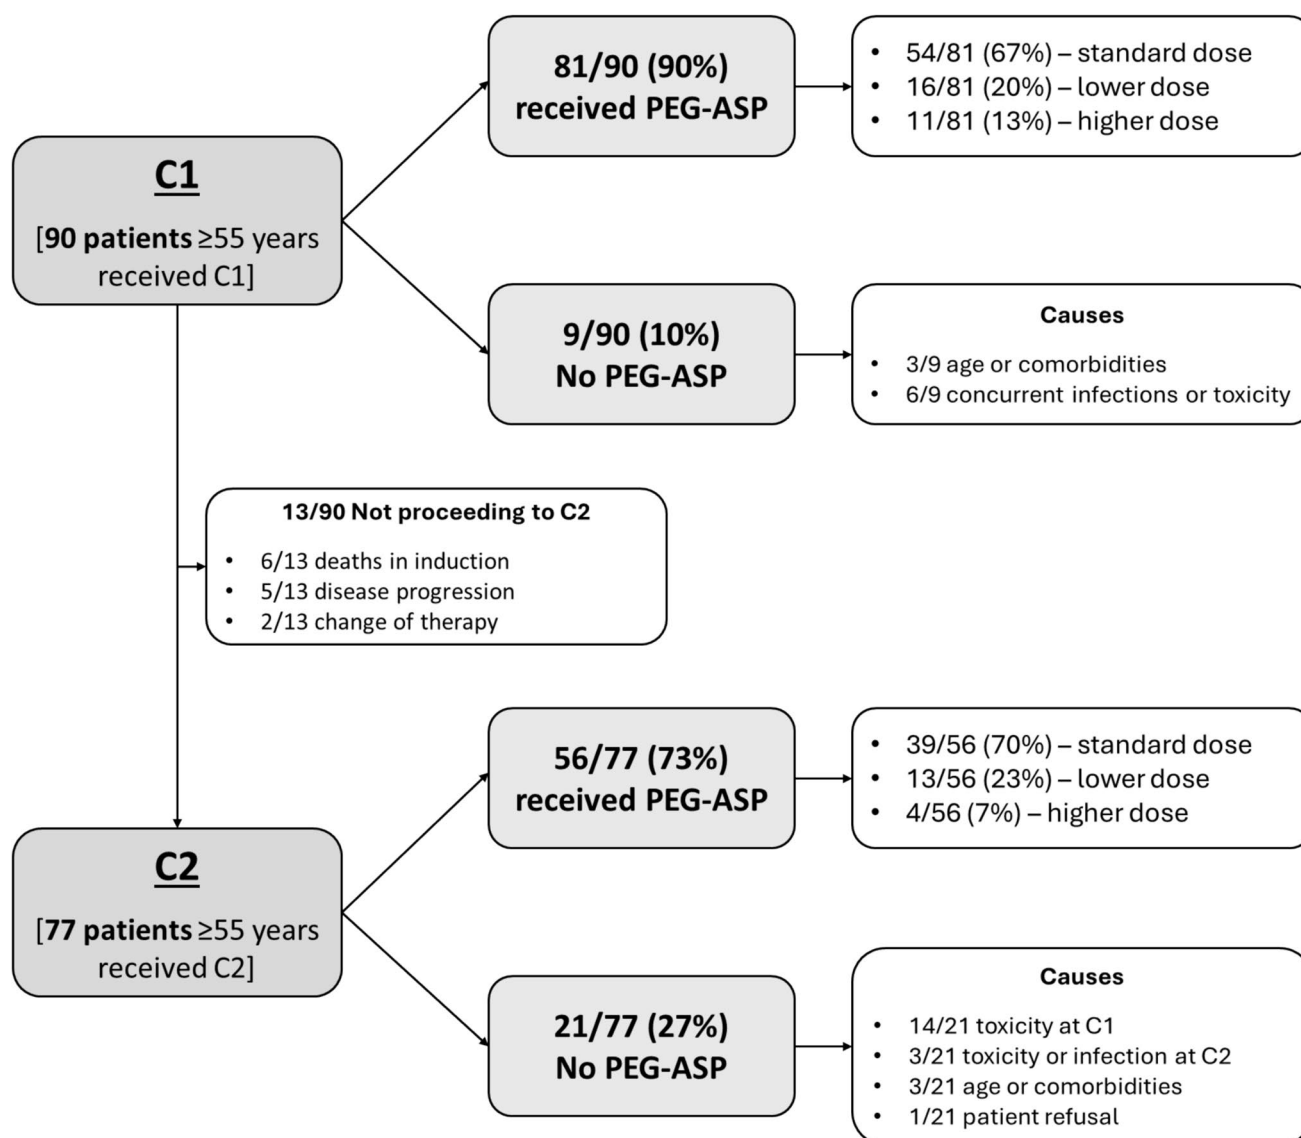 81/90 (90%)
received PEG-ASP
• 54/81 (67%) – standard dose
• 16/81 (20%) – lower dose
• 11/81 (13%) – higher dose
C1
[90 patients ≥55 years
received C1]
9/90 (10%)
No PEG-ASP
Causes
• 3/9 age or comorbidities
• 6/9 concurrent infections or toxicity
13/90 Not proceeding to C2
• 6/13 deaths in induction
• 5/13 disease progression
• 2/13 change of therapy
56/77 (73%)
received PEG-ASP
• 39/56 (70%) – standard dose
• 13/56 (23%) – lower dose
• 4/56 (7%) – higher dose
C2
[77 patients ≥55 years
received C2]
21/77 (27%)
No PEG-ASP
Causes
• 14/21 toxicity at C1
• 3/21 toxicity or infection at C2
• 3/21 age or comorbidities
• 1/21 patient refusal